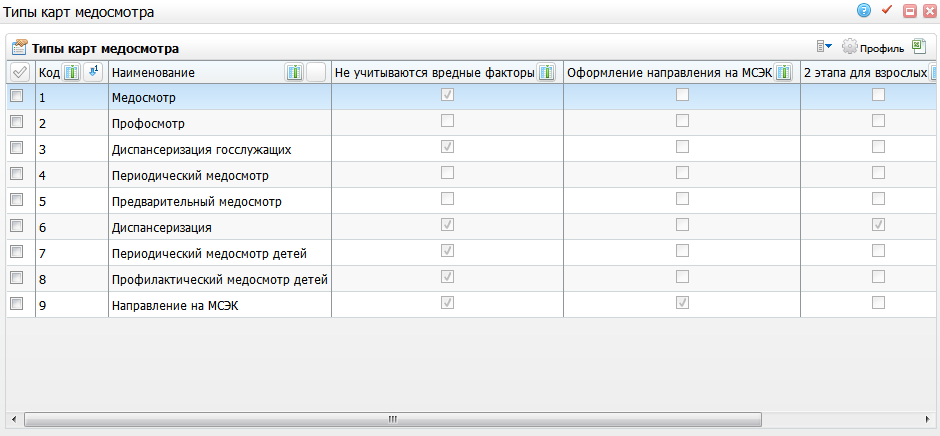 Типы карт медосмотра
Типы карт медосмотра
Профиль
Код 1 Наименование Не учитываются вредные факторы Оформление направления на МСЭК 2 этапа для взрослых
1 Медосмотр
2 Профосмотр
3 Диспансеризация госслужащих
4 Периодический медосмотр
5 Предварительный медосмотр
6 Диспансеризация
7 Периодический медосмотр детей
8 Профилактический медосмотр детей
9 Направление на МСЭК